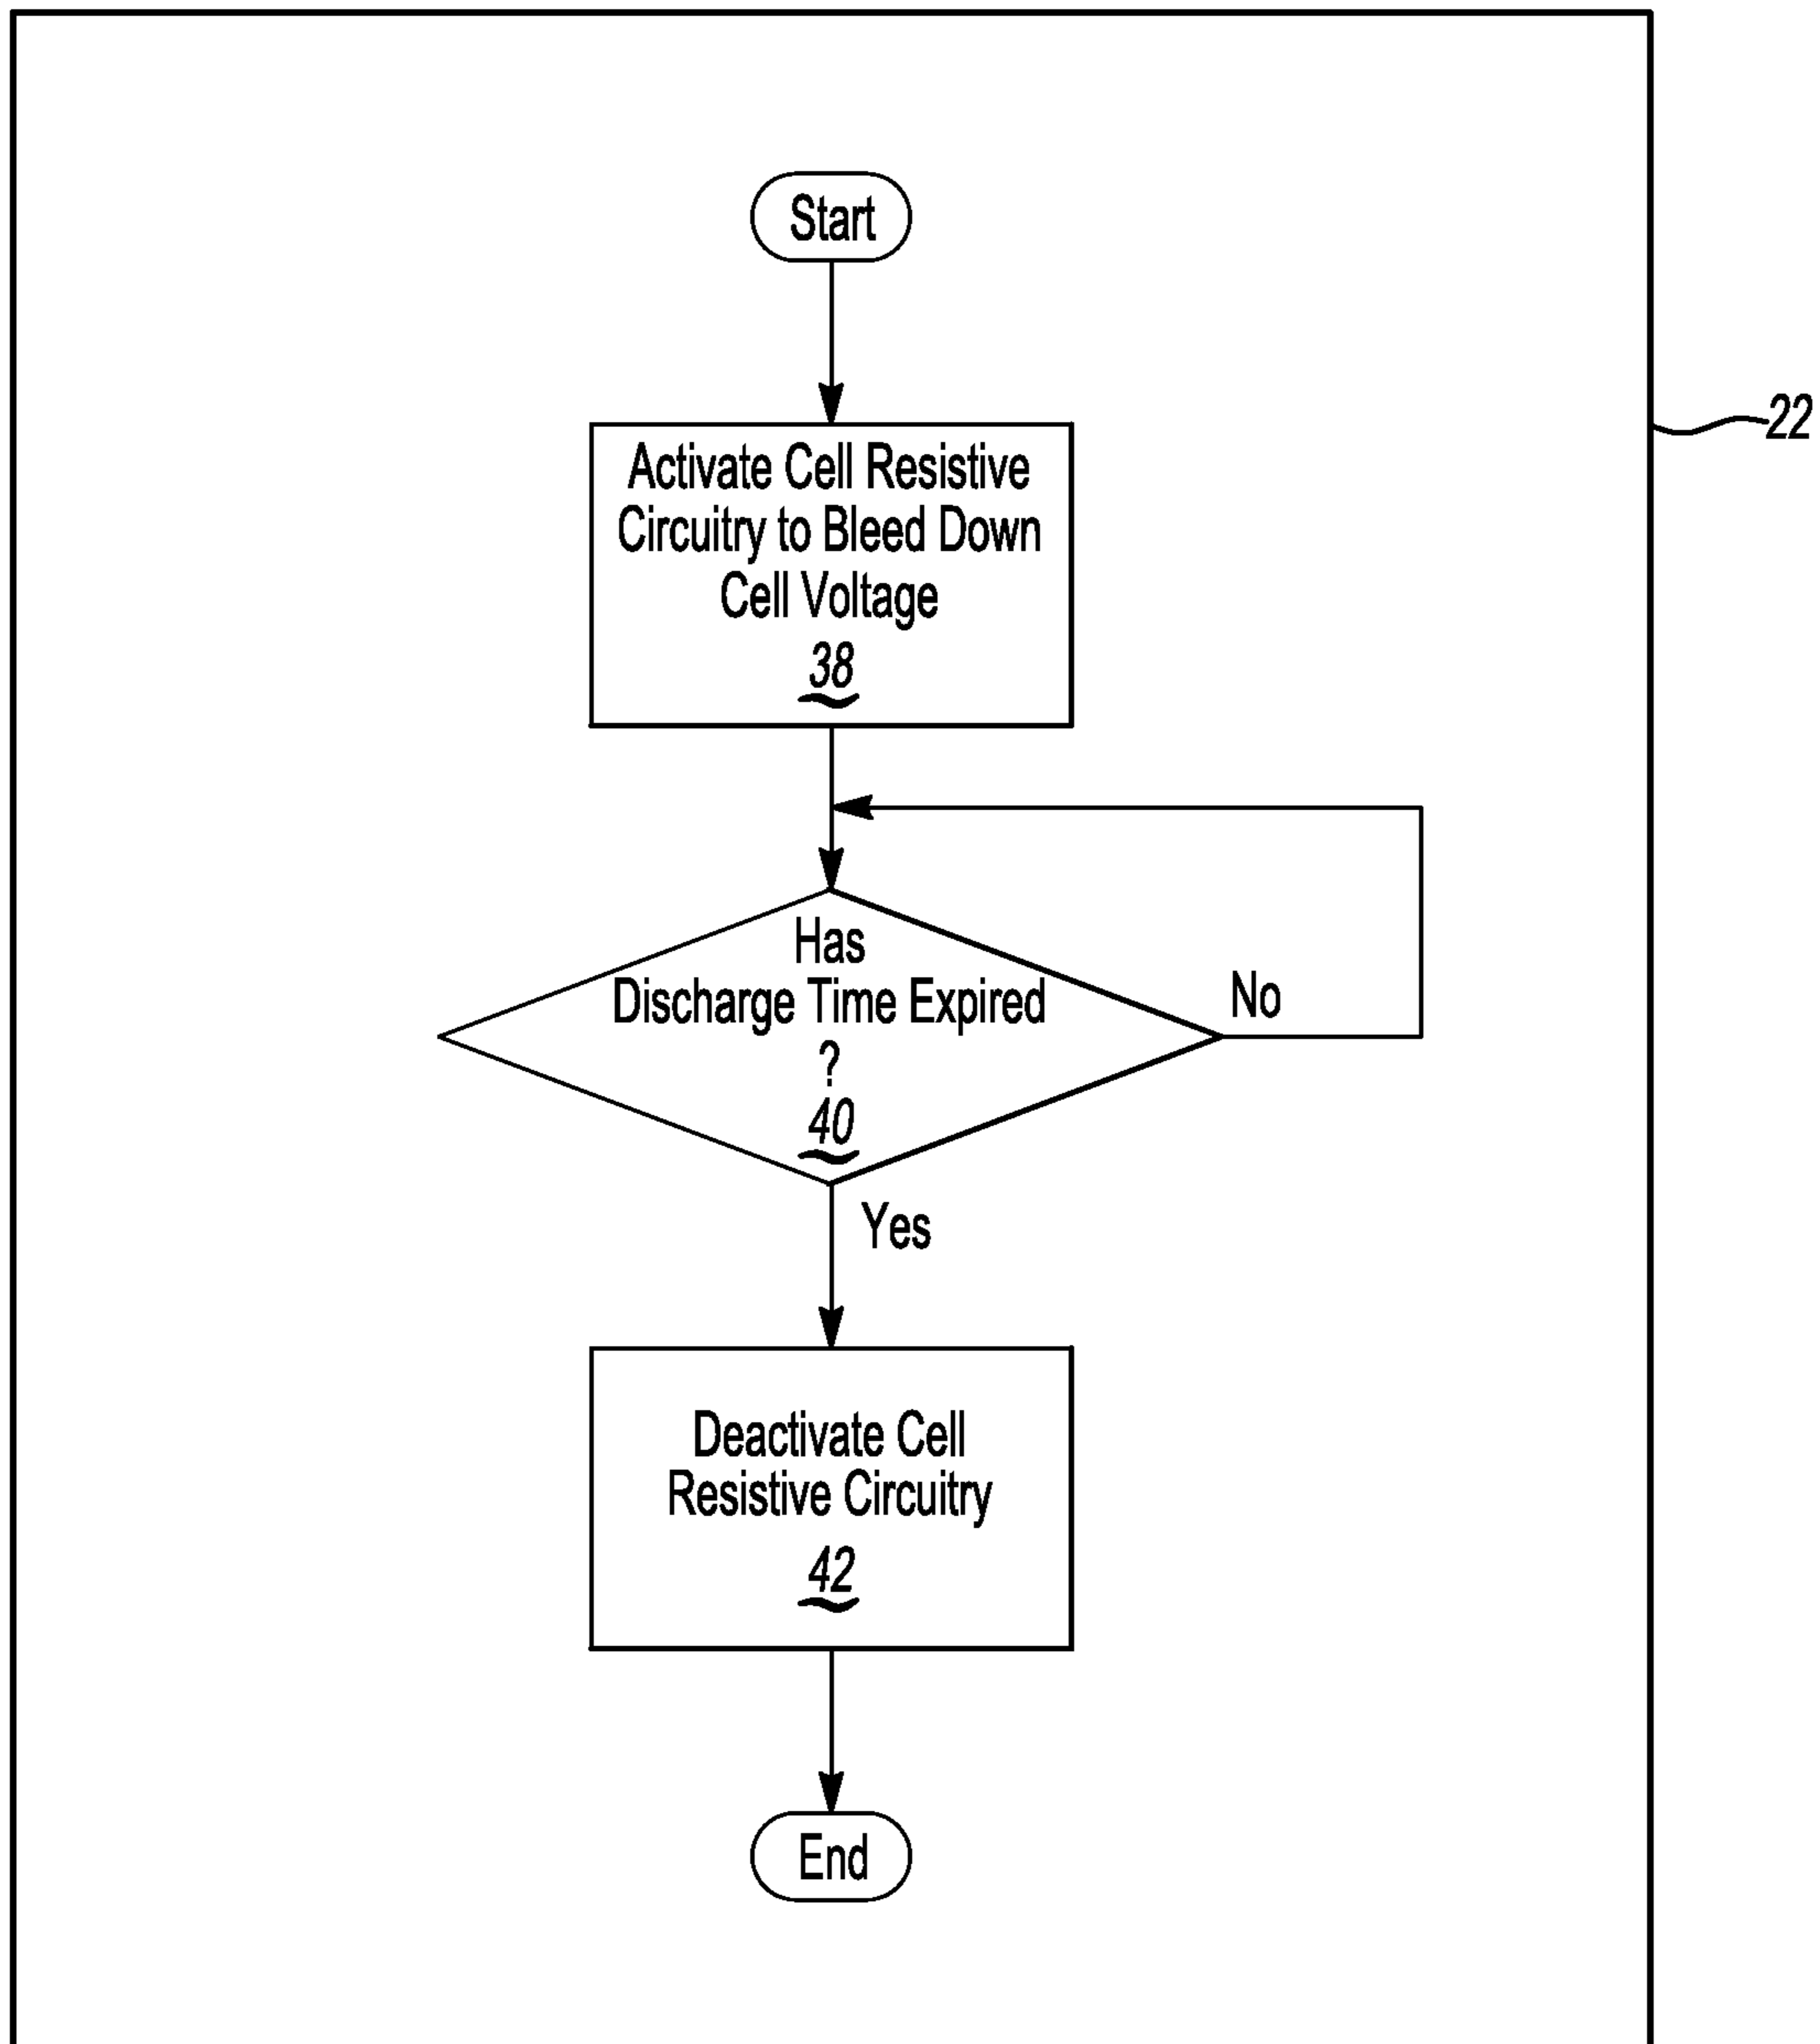 Start
22
Activate Cell Resistive
Circuitry to Bleed Down
Cell Voltage
38
Has
Discharge Time Expired
?
40
No
Yes
Deactivate Cell
Resistive Circuitry
42
End